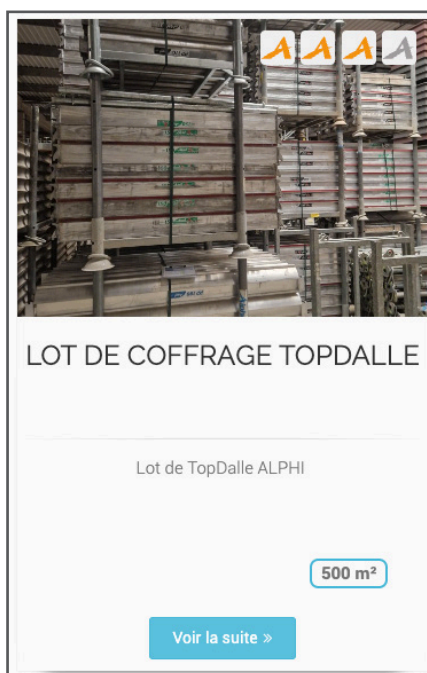 A A A A
LOT DE COFFRAGE TOPDALLE
Lot de TopDalle ALPHI
500 m²
Voir la suite »